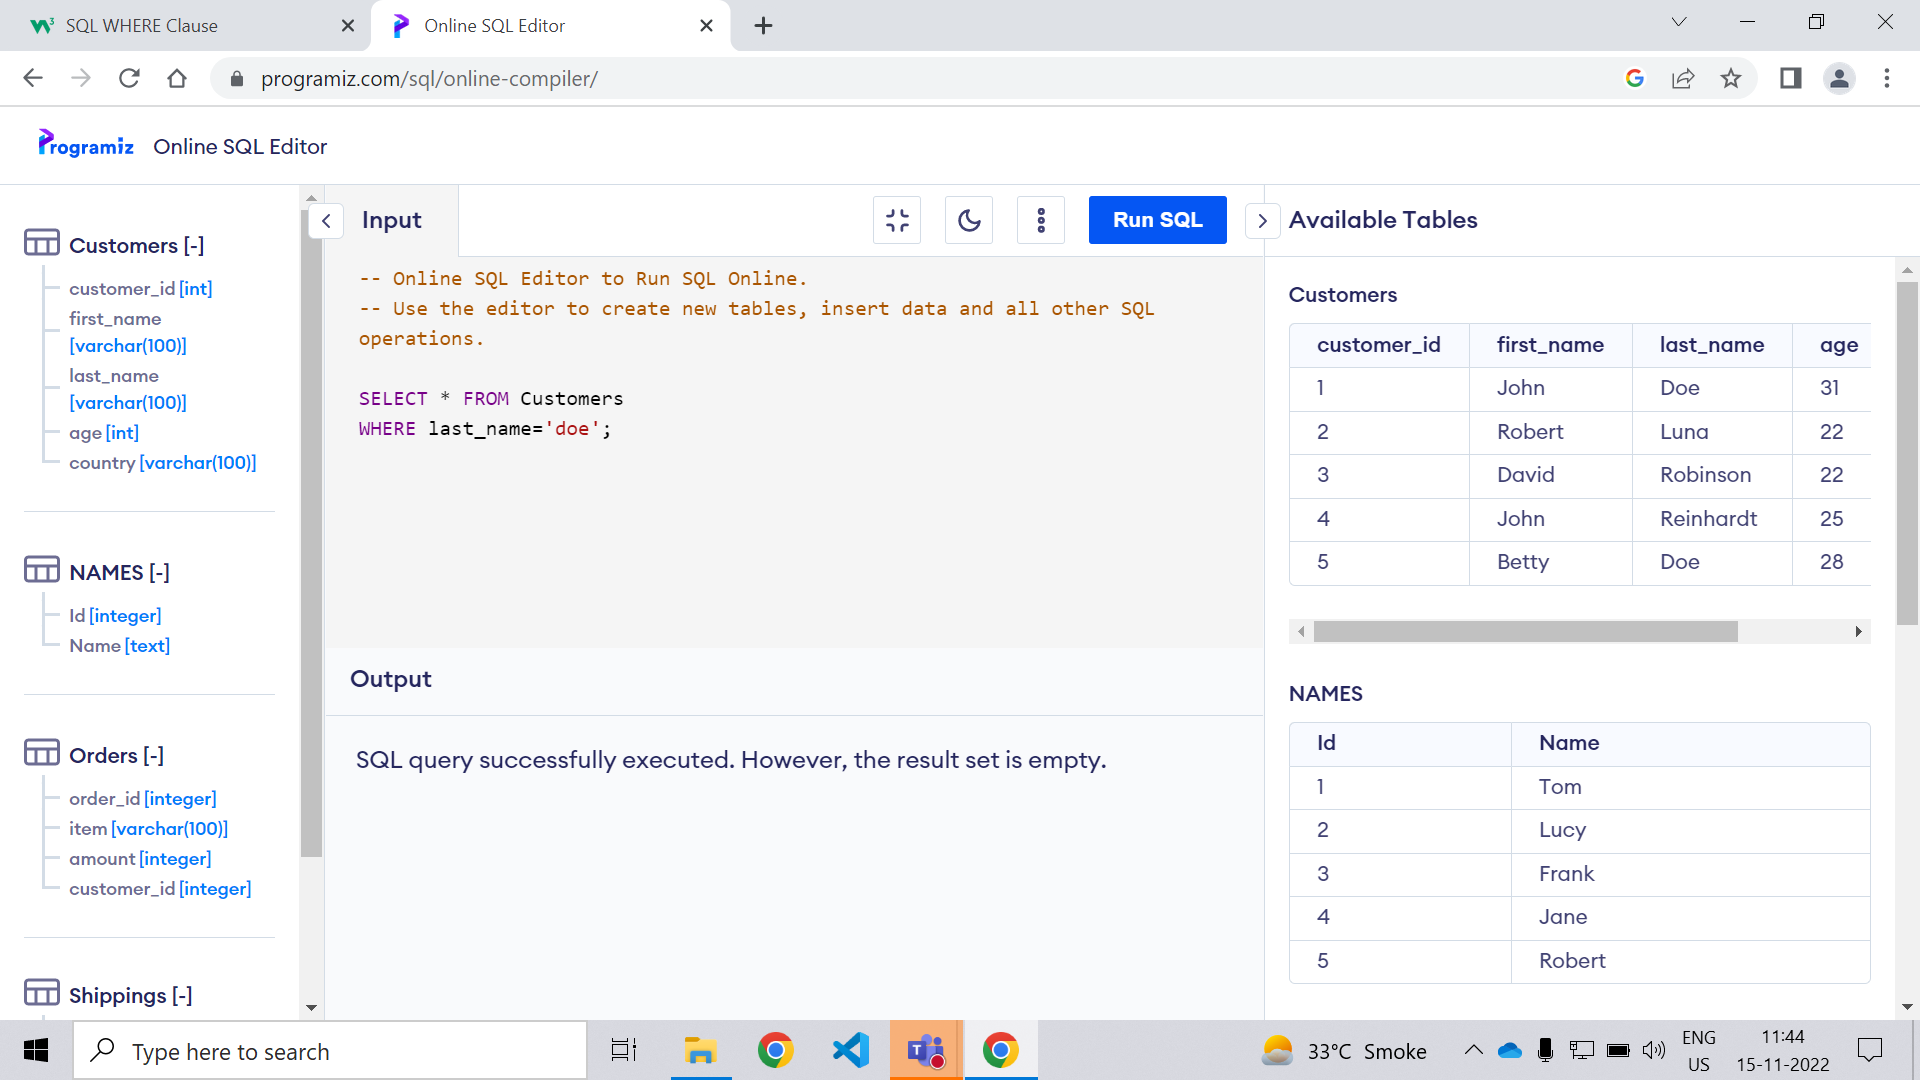 SQL WHERE Clause
Online SQL Editor
programiz.com/sql/online-compiler/
Programiz Online SQL Editor
Customers [-]
customer_id [int]
first_name
[varchar(100)]
last_name
[varchar(100)]
age [int]
country [varchar(100)]
NAMES [-]
Id [integer]
Name [text]
Orders [-]
order_id [integer]
item [varchar(100)]
amount [integer]
customer_id [integer]
Shippings [-]
Input
Run SQL
-- Online SQL Editor to Run SQL Online.
-- Use the editor to create new tables, insert data and all other SQL
operations.
SELECT * FROM Customers
WHERE last_name='doe';
Output
SQL query successfully executed. However, the result set is empty.
Available Tables
Customers
customer_id first_name last_name age
1 John Doe 31
2 Robert Luna 22
3 David Robinson 22
4 John Reinhardt 25
5 Betty Doe 28
NAMES
Id Name
1 Tom
2 Lucy
3 Frank
4 Jane
5 Robert
Type here to search
33°C Smoke
ENG
US
11:44
15-11-2022